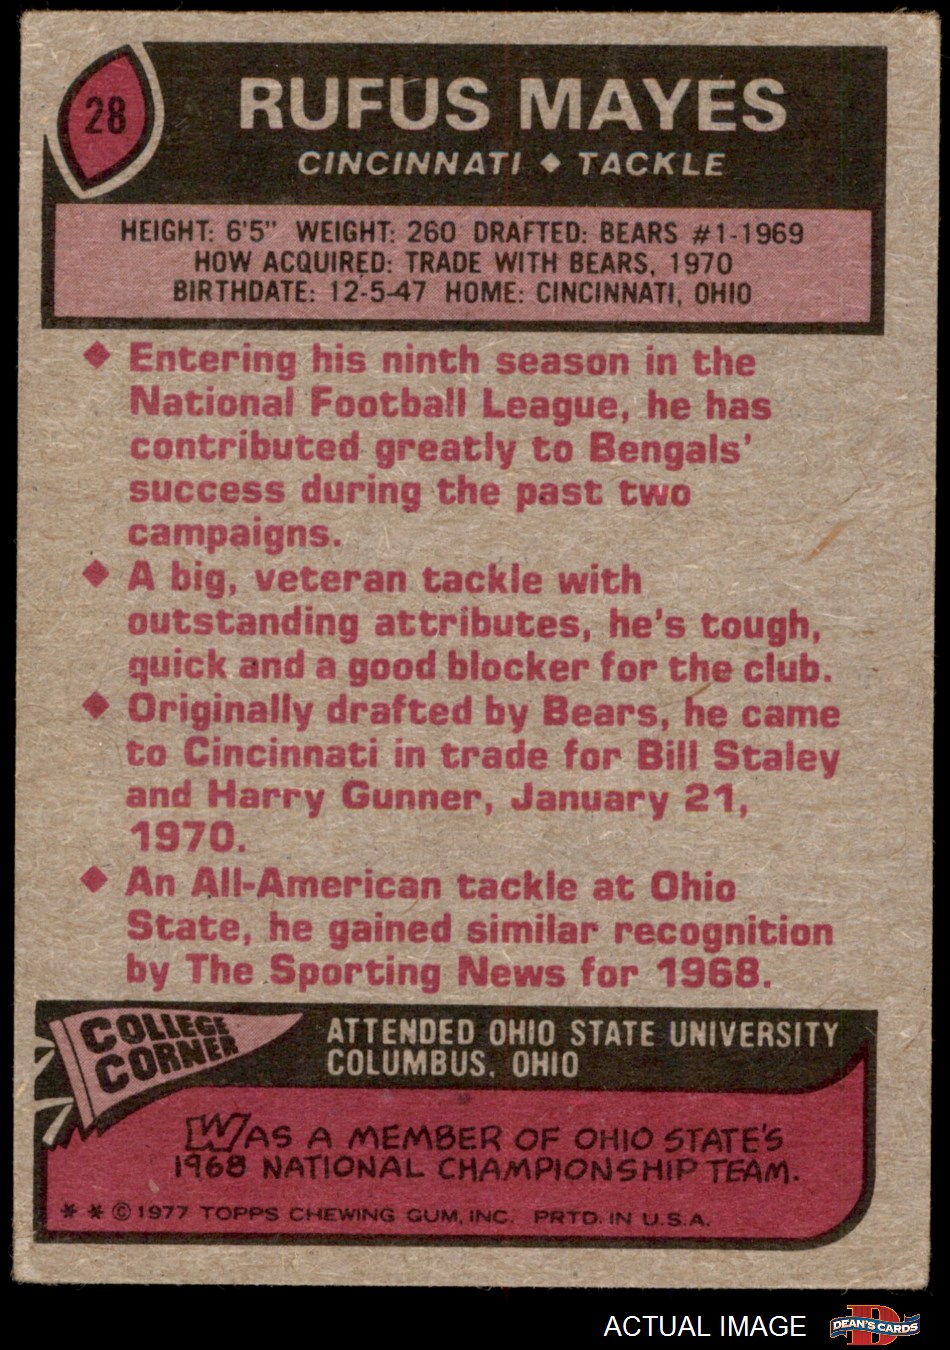 28
RUFUS MAYES
CINCINNATI ◆ TACKLE
HEIGHT: 6'5" WEIGHT: 260 DRAFTED: BEARS #1-1969
HOW ACQUIRED: TRADE WITH BEARS, 1970
BIRTHDATE: 12-5-47 HOME: CINCINNATI, OHIO
◆ Entering his ninth season in the
National Football League, he has
contributed greatly to Bengals'
success during the past two
campaigns.
◆ A big, veteran tackle with
outstanding attributes, he's tough,
quick and a good blocker for the club.
◆ Originally drafted by Bears, he came
to Cincinnati in trade for Bill Staley
and Harry Gunner, January 21,
1970.
◆ An All-American tackle at Ohio
State, he gained similar recognition
by The Sporting News for 1968.
COLLEGE
CORNER
ATTENDED OHIO STATE UNIVERSITY
COLUMBUS, OHIO
WAS A MEMBER OF OHIO STATE'S
1968 NATIONAL CHAMPIONSHIP TEAM.
* * © 1977 TOPPS CHEWING GUM, INC. PRTD. IN U.S.A.
ACTUAL IMAGE
D
DEAN'S CARDS